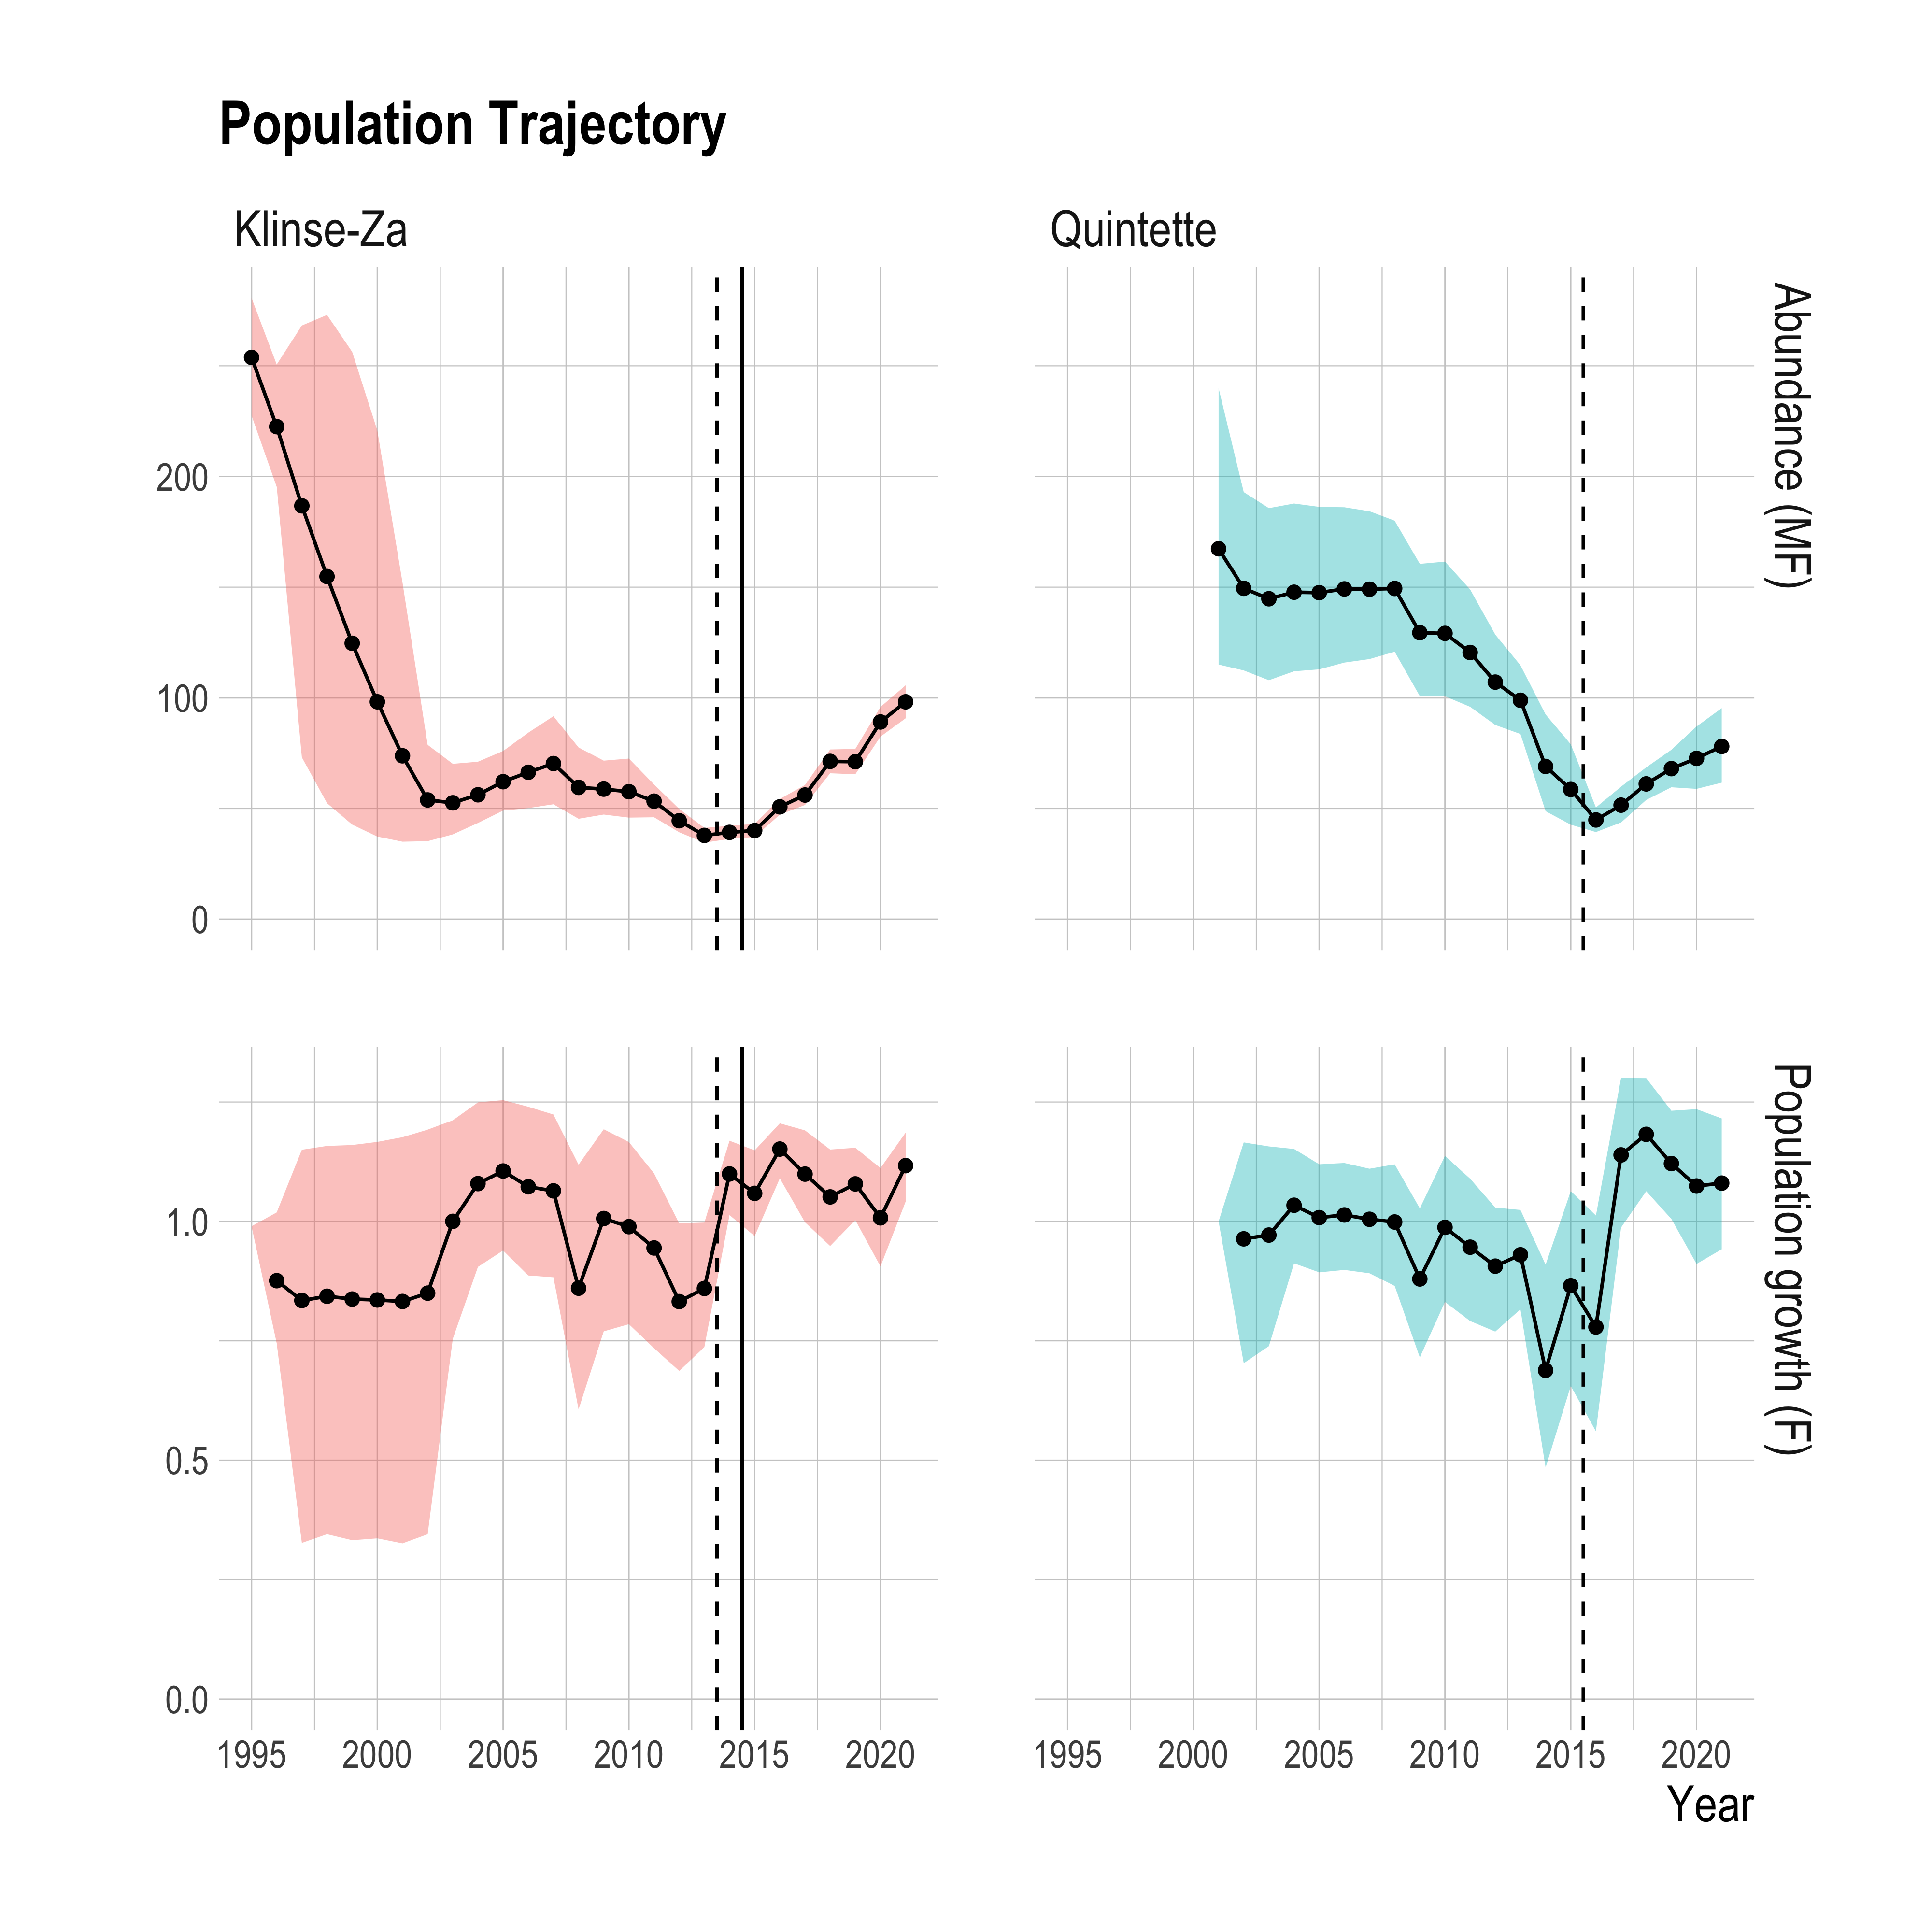 Population Trajectory
Klinse-Za
Quintette
Abundance (MF)
200
100
0
Population growth (F)
1.0
0.5
0.0
1995 2000 2005 2010 2015 2020
1995 2000 2005 2010 2015 2020
Year